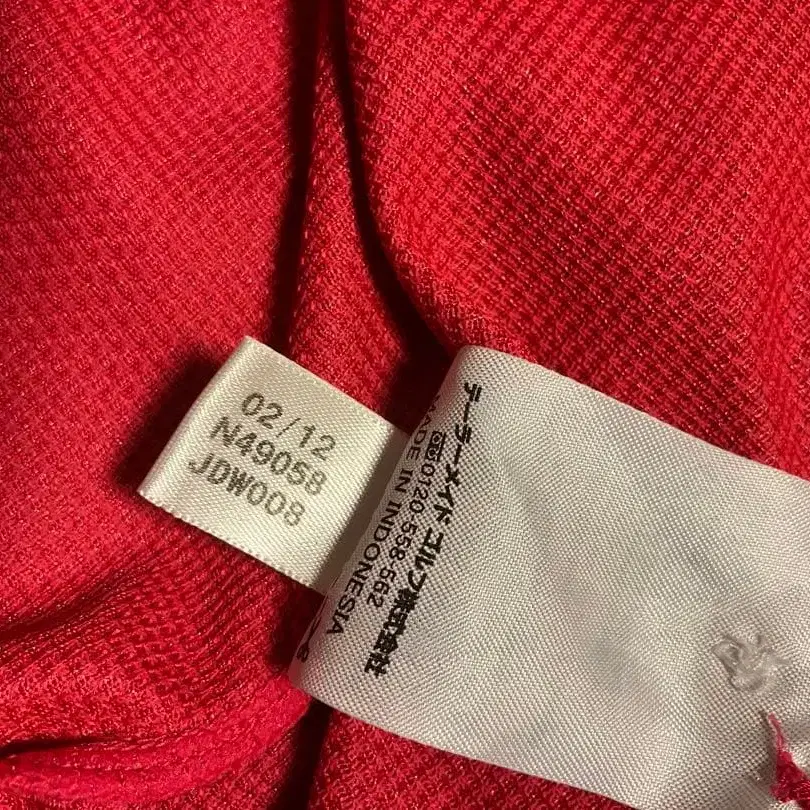 02/12
N49058
JDW008
テーラーメイド ゴルフ株式会社
0120-558-562
MADE IN INDONESIA